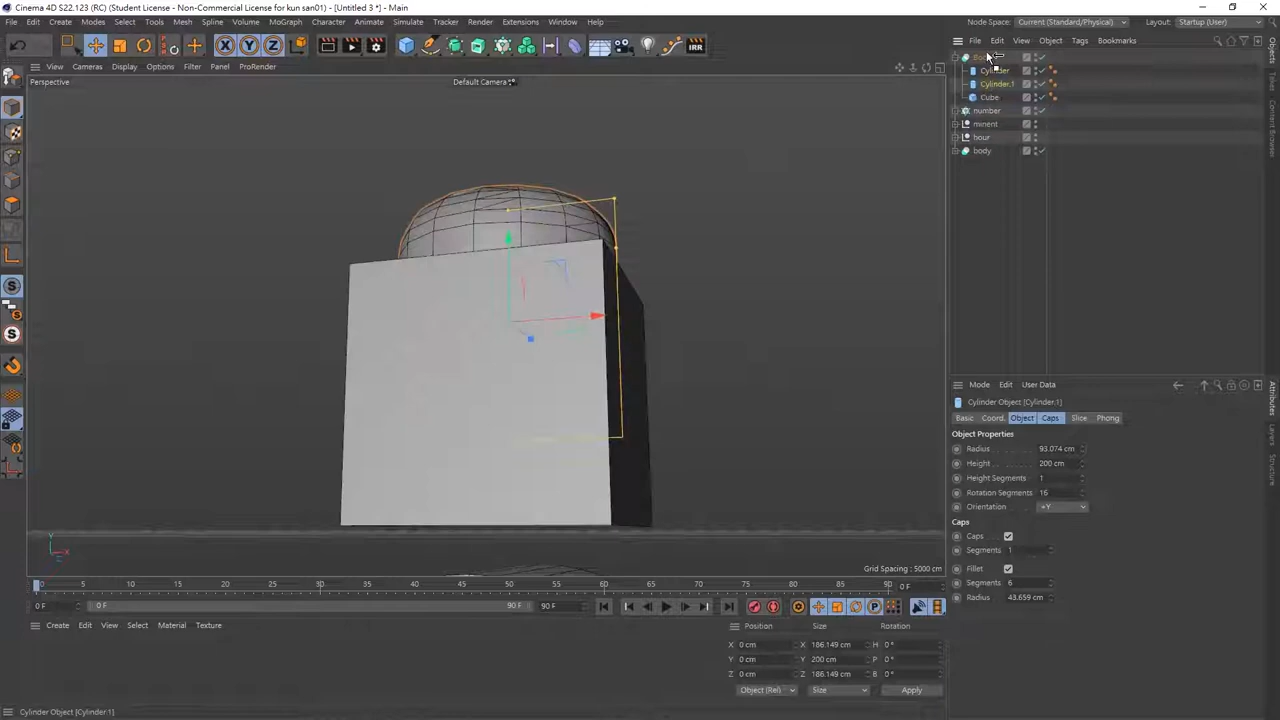 Cinema 4D S22.123 (RC) (Student License - Non-Commercial License for kun san01) - [Untitled 3 *] - Main
File Edit Create Modes Select Tools Mesh Spline Volume MoGraph Character Animate Simulate Tracker Render Extensions Window Help
Node Space: Current (Standard/Physical) Layout: Startup (User)
File Edit View Object Tags Bookmarks
View Cameras Display Options Filter Panel ProRender
Perspective
Default Camera
Cylinder
Cylinder.1
Cube
number
minent
hour
body
Objects
Takes
Content Browser
Mode Edit User Data
Cylinder Object [Cylinder.1]
Basic Coord. Object Caps Slice Phong
Object Properties
Radius 93.074 cm
Height 200 cm
Height Segments 1
Rotation Segments 16
Orientation +Y
Caps
Caps
Segments 1
Fillet
Segments 6
Radius 43.659 cm
Attributes
Layers
Structure
Y
X
Grid Spacing : 5000 cm
0 5 10 15 20 25 30 35 40 45 50 55 60 65 70 75 80 85 90 0 F
0 F 0 F 90 F 90 F
Create Edit View Select Material Texture
Position Size Rotation
X 0 cm X 186.149 cm H 0 °
Y 0 cm Y 200 cm P 0 °
Z 0 cm Z 186.149 cm B 0 °
Object (Rel) Size Apply
Cylinder Object [Cylinder.1]